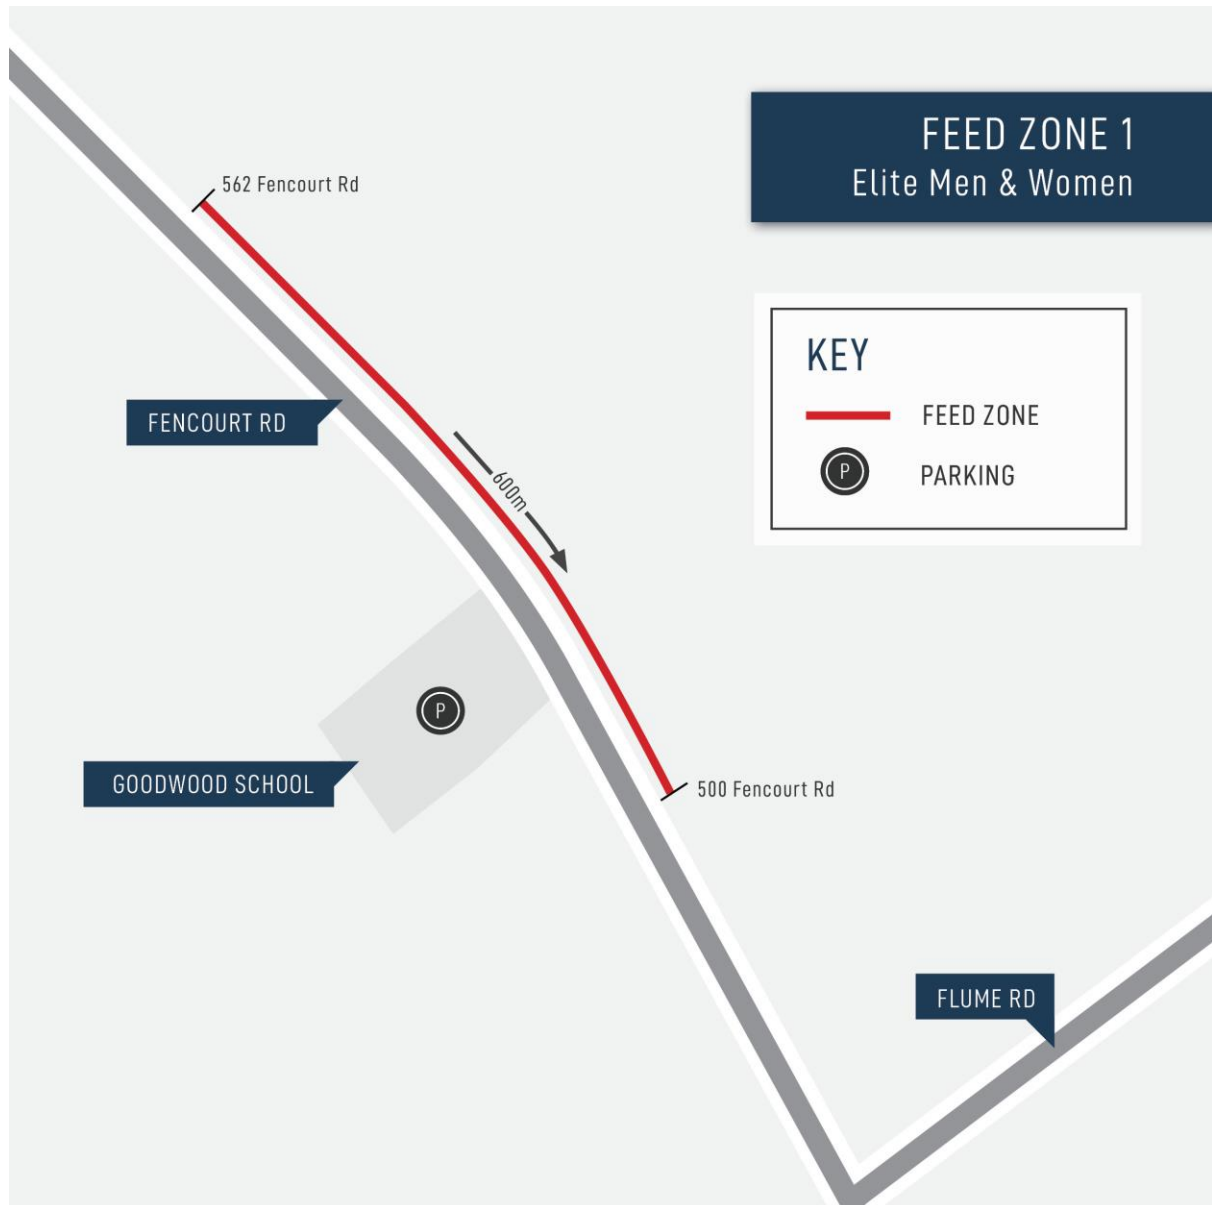 FEED ZONE 1
Elite Men & Women
562 Fencourt Rd
KEY
FEED ZONE
P
PARKING
FENCOURT RD
600m
P
GOODWOOD SCHOOL
500 Fencourt Rd
FLUME RD